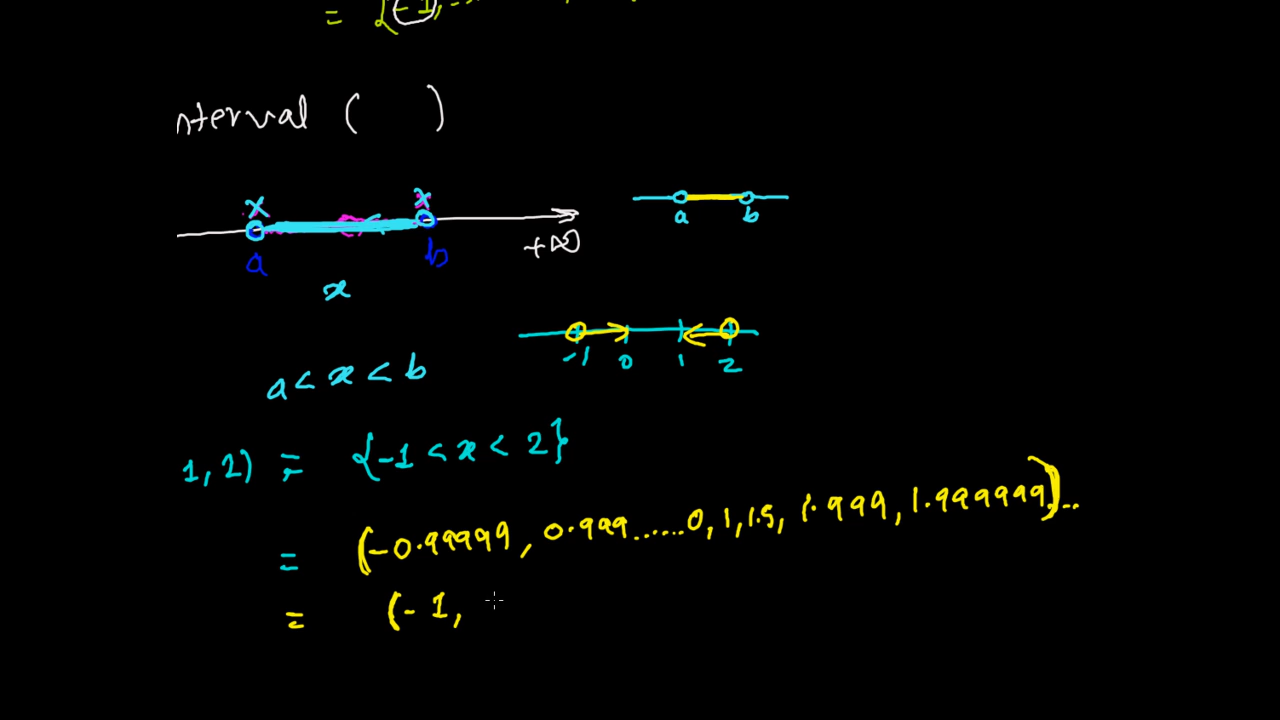 = {-1,
nterval ( )
x x
a b
a b
+∞
x
-1 0 1 2
a < x < b
1, 2) = {-1 < x < 2}
= (-0.99999, 0.999......0, 1, 1.5, 1.999, 1.999999)...
= (-1,